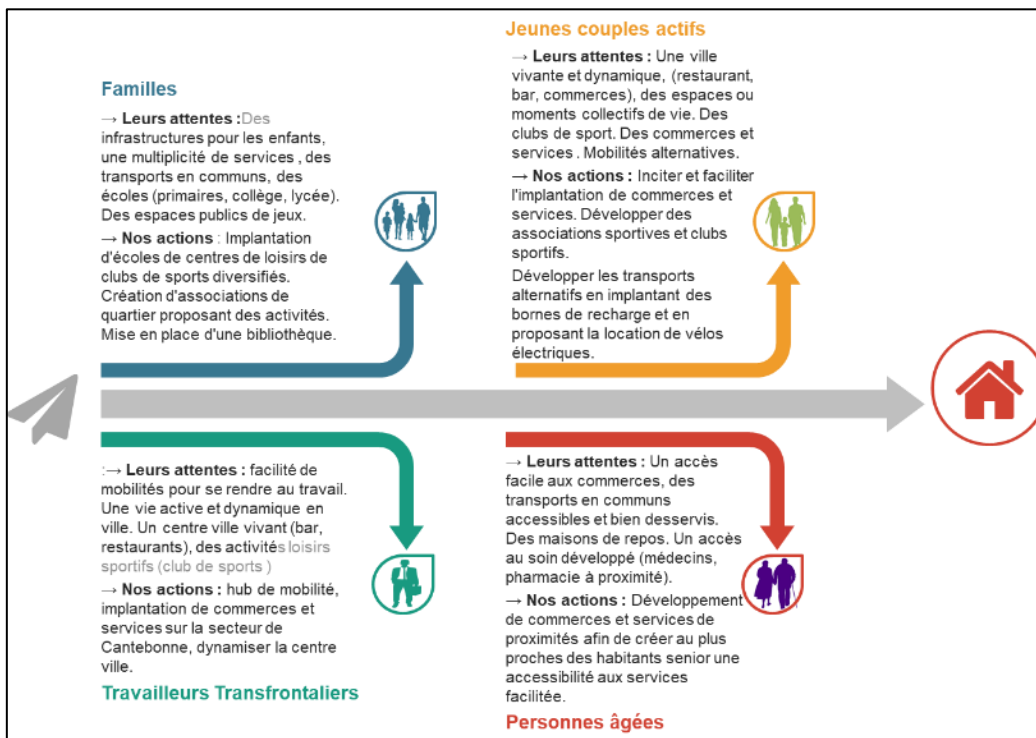 Familles
→ Leurs attentes :Des
infrastructures pour les enfants,
une multiplicité de services , des
transports en communs, des
écoles (primaires, collège, lycée).
Des espaces publics de jeux.
→ Nos actions : Implantation
d'écoles de centres de loisirs de
clubs de sports diversifiés.
Création d'associations de
quartier proposant des activités.
Mise en place d'une bibliothèque.
Jeunes couples actifs
→ Leurs attentes : Une ville
vivante et dynamique, (restaurant,
bar, commerces), des espaces ou
moments collectifs de vie. Des
clubs de sport. Des commerces et
services . Mobilités alternatives.
→ Nos actions : Inciter et faciliter
l'implantation de commerces et
services. Développer des
associations sportives et clubs
sportifs.
Développer les transports
alternatifs en implantant des
bornes de recharge et en
proposant la location de vélos
électriques.
:→ Leurs attentes : facilité de
mobilités pour se rendre au travail.
Une vie active et dynamique en
ville. Un centre ville vivant (bar,
restaurants), des activités loisirs
sportifs (club de sports )
→ Nos actions : hub de mobilité,
implantation de commerces et
services sur la secteur de
Cantebonne, dynamiser la centre
ville.
Travailleurs Transfrontaliers
→ Leurs attentes : Un accès
facile aux commerces, des
transports en communs
accessibles et bien desservis.
Des maisons de repos. Un accès
au soin développé (médecins,
pharmacie à proximité).
→ Nos actions : Développement
de commerces et services de
proximités afin de créer au plus
proches des habitants senior une
accessibilité aux services
facilitée.
Personnes âgées